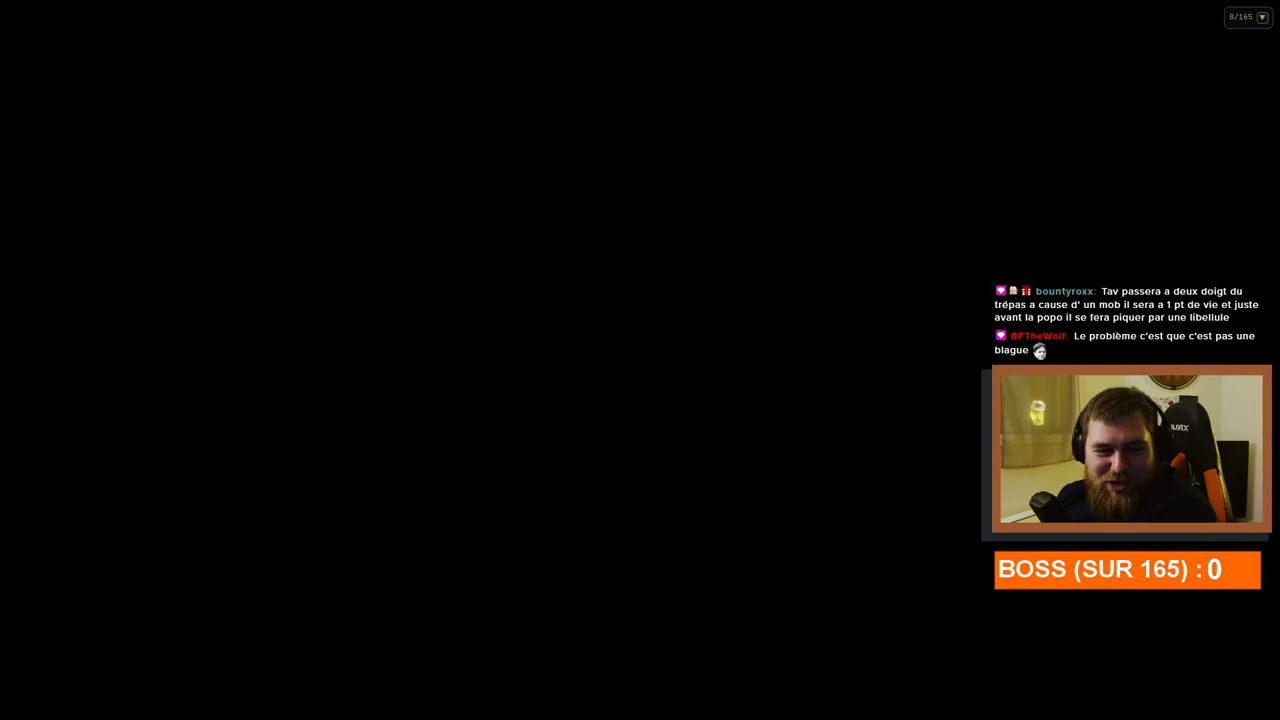 0/165 ▼
bountyroxx: Tav passera a deux doigt du
trépas a cause d' un mob il sera a 1 pt de vie et juste
avant la popo il se fera piquer par une libellule
BFTheWolf: Le problème c'est que c'est pas une
blague
BOSS (SUR 165) : 0